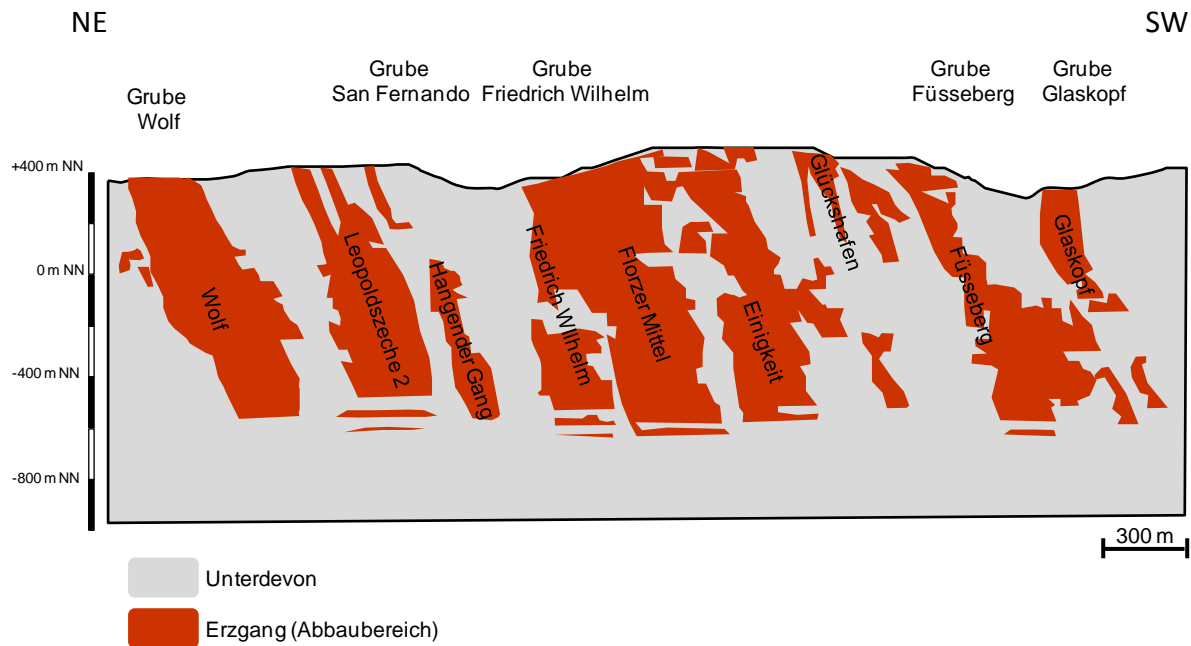 NE
SW
Grube
Wolf
Grube
San Fernando
Grube
Friedrich Wilhelm
Grube
Füsseberg
Grube
Glaskopf
+400 m NN
0 m NN
-400 m NN
-800 m NN
Wolf
Leopoldszeche 2
Hangender Gang
Friedrich WIlhelm
Florzer Mittel
Einigkeit
Glückshafen
Füsseberg
Glaskopf
300 m
Unterdevon
Erzgang (Abbaubereich)